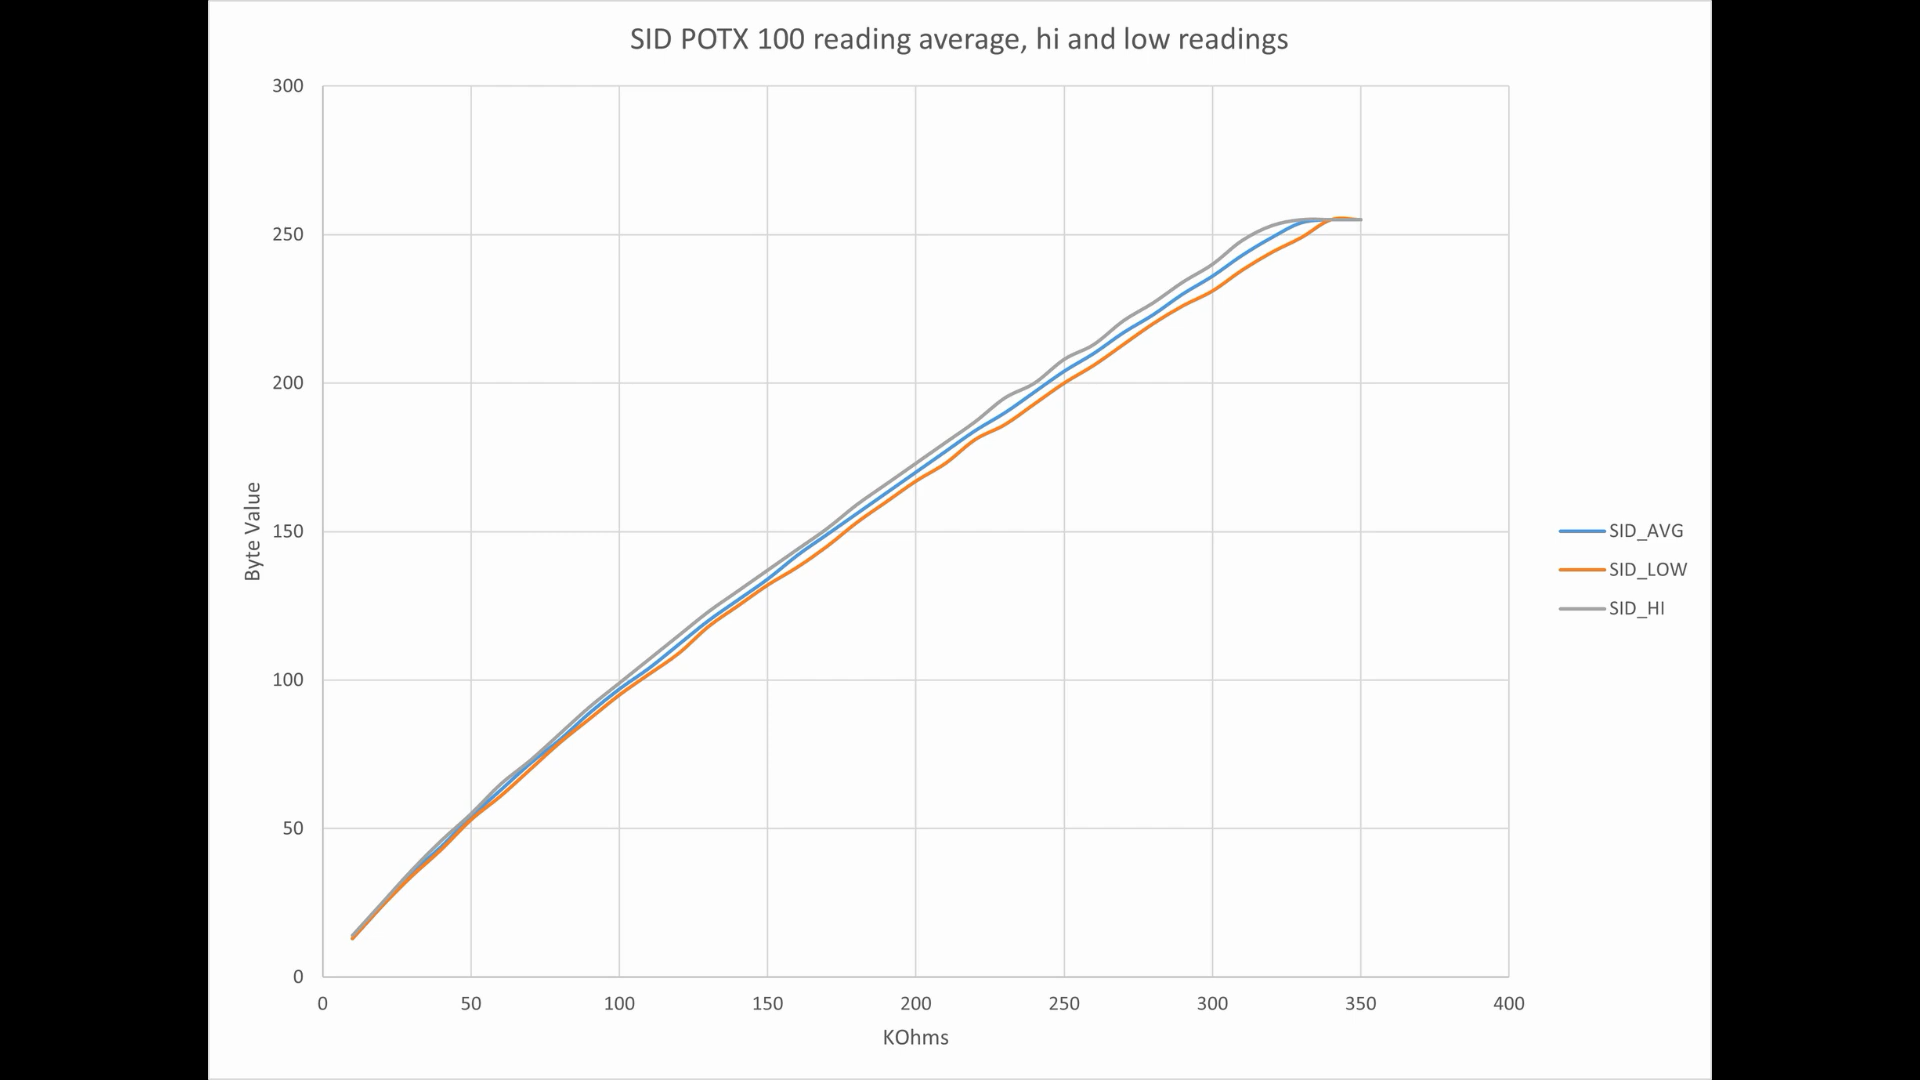 SID POTX 100 reading average, hi and low readings
300
250
200
150
100
50
0
Byte Value
0 50 100 150 200 250 300 350 400
KOhms
SID_AVG
SID_LOW
SID_HI